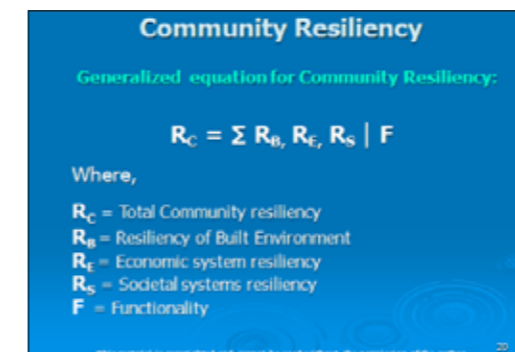 Community Resiliency
Generalized equation for Community Resiliency:
R_C = Σ R_B, R_E, R_S | F
Where,
R_C = Total Community resiliency
R_B = Resiliency of Built Environment
R_E = Economic system resiliency
R_S = Societal systems resiliency
F = Functionality